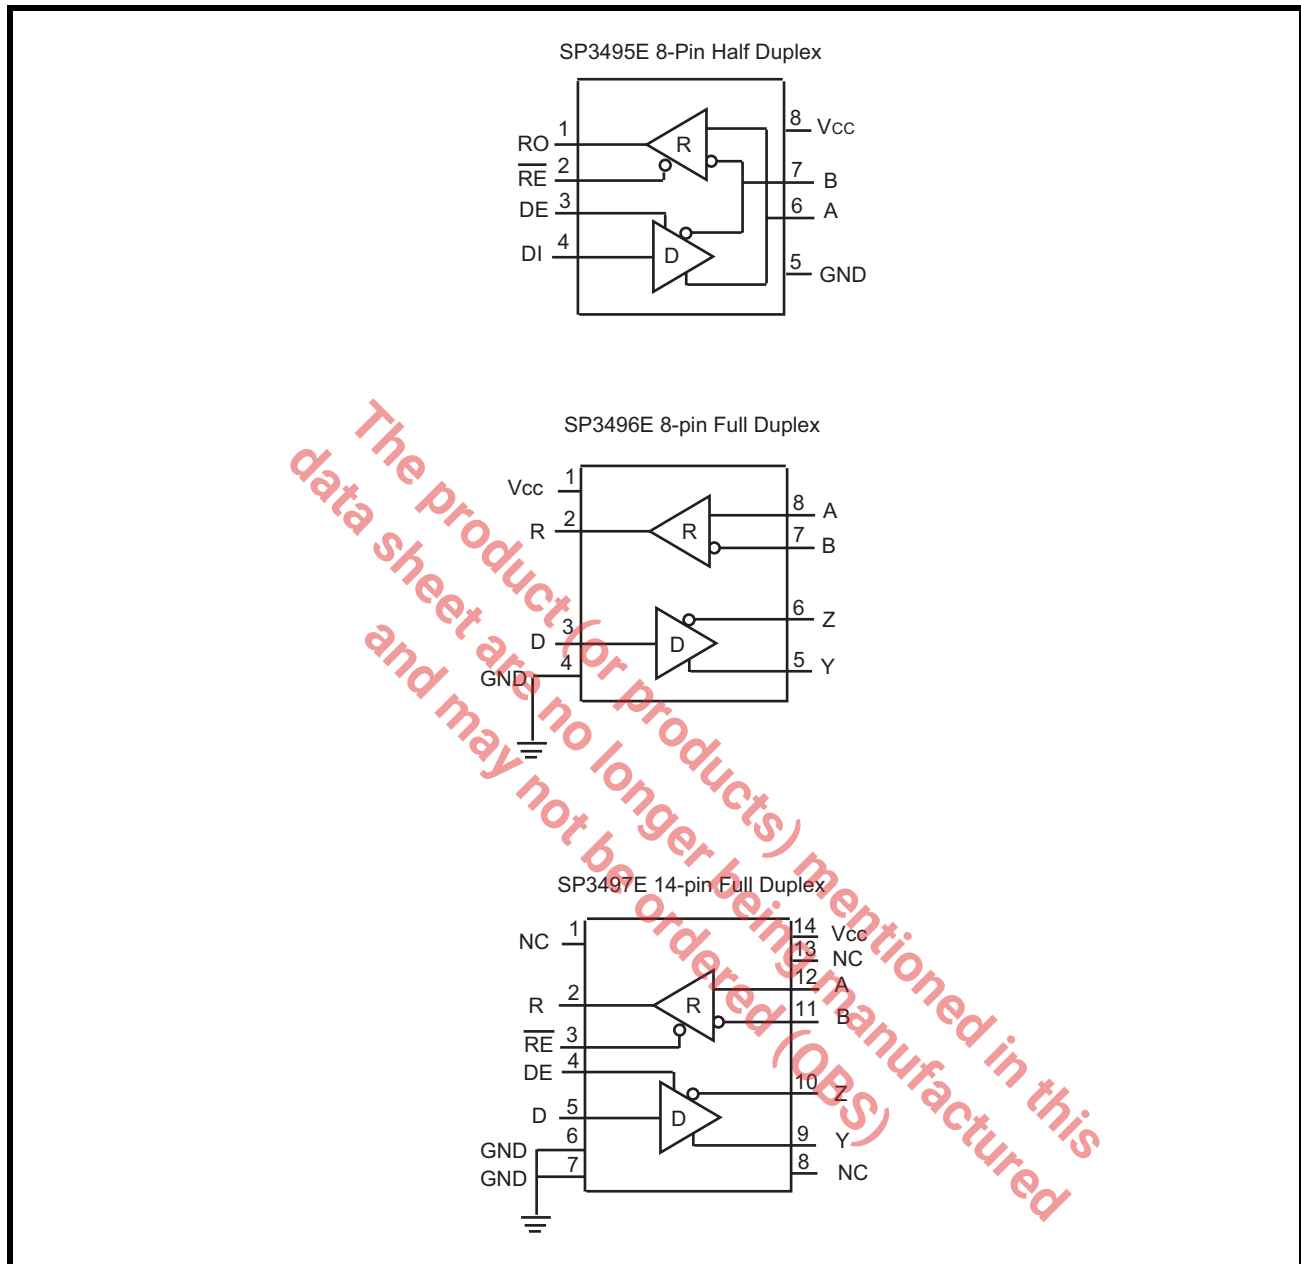 SP3495E 8-Pin Half Duplex
RO 1
RE 2
DE 3
DI 4
R
D
8 VCC
7 B
6 A
5 GND
SP3496E 8-pin Full Duplex
Vcc 1
R 2
D 3
GND 4
R
D
8 A
7 B
6 Z
5 Y
SP3497E 14-pin Full Duplex
NC 1
R 2
RE 3
DE 4
D 5
GND 6
GND 7
R
D
14 Vcc
13 NC
12 A
11 B
10 Z
9 Y
8 NC
The product (or products) mentioned in this
data sheet are no longer being manufactured
and may not be ordered (OBS)